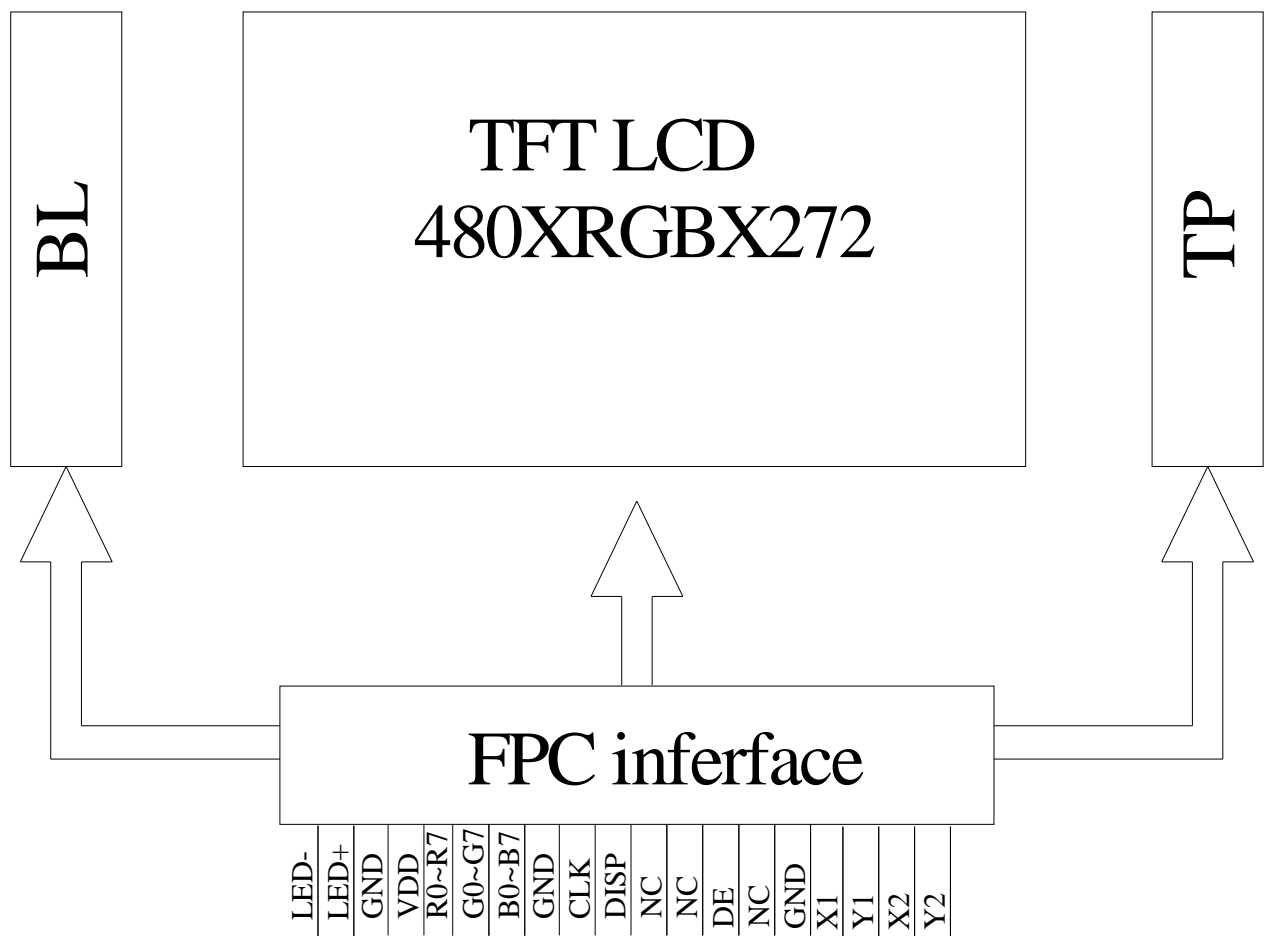 BL
TFT LCD
480XRGBX272
TP
FPC inferface
LED-
LED+
GND
VDD
R0~R7
G0~G7
B0~B7
GND
CLK
DISP
NC
NC
DE
NC
GND
X1
Y1
X2
Y2